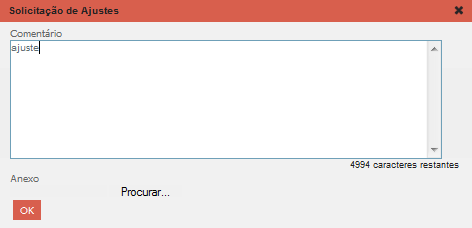 Solicitação de Ajustes
Comentário
ajuste
4994 caracteres restantes
Anexo
Procurar...
OK